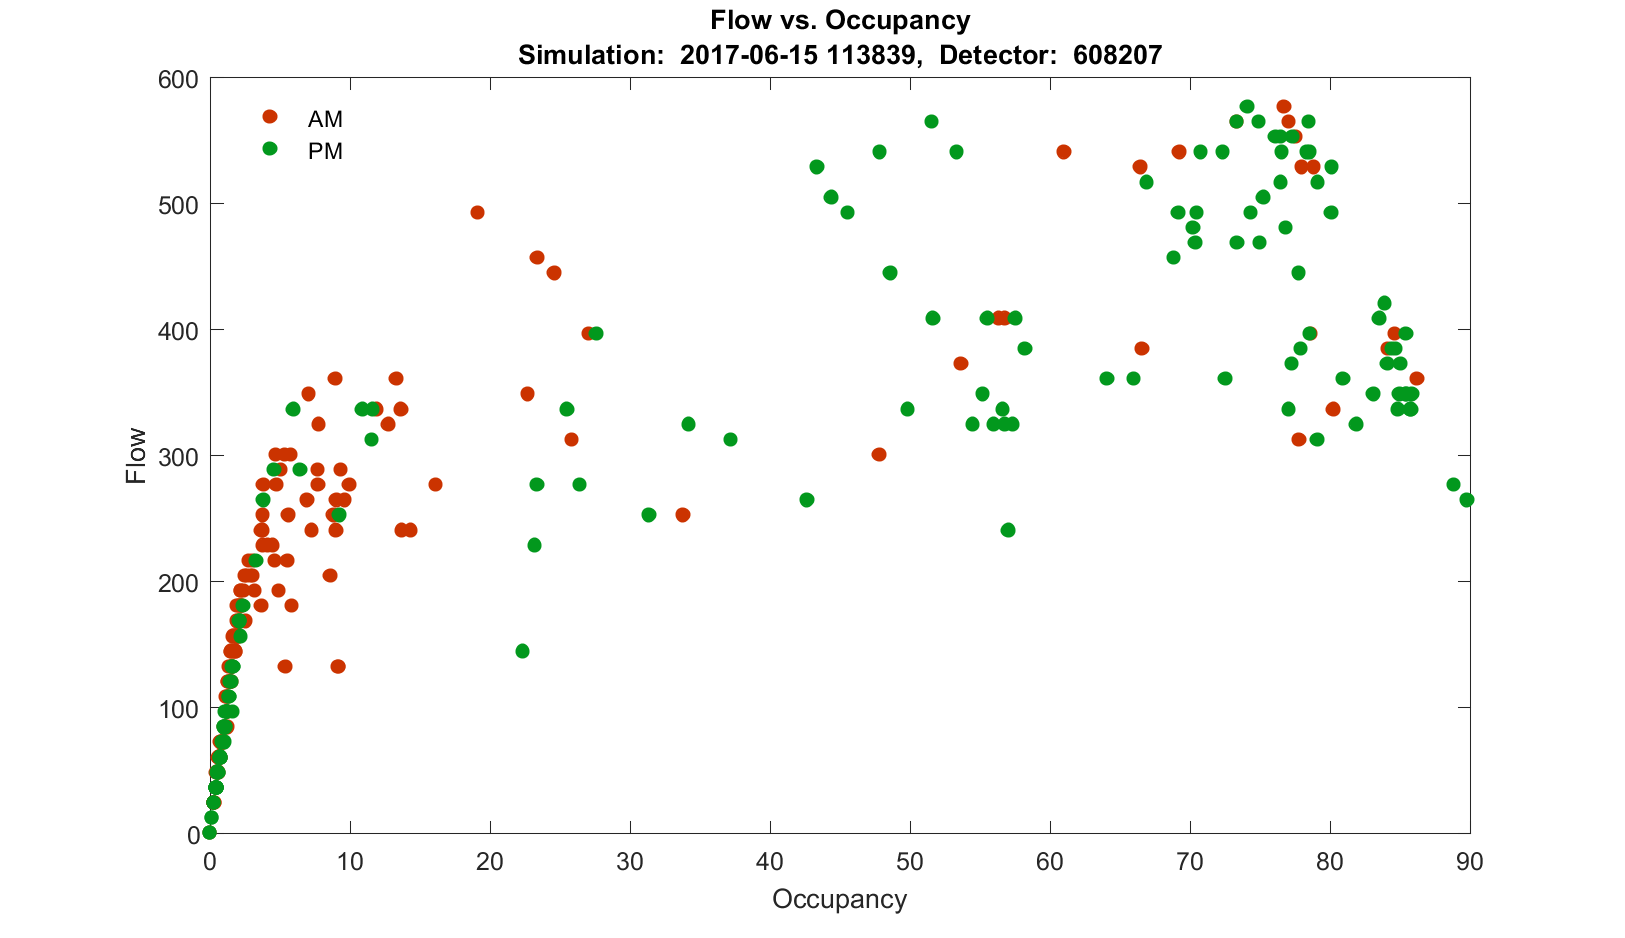 Flow vs. Occupancy
Simulation:  2017-06-15 113839,  Detector:  608207
600
AM
PM
500
400
Flow
300
200
100
0
0 10 20 30 40 50 60 70 80 90
Occupancy